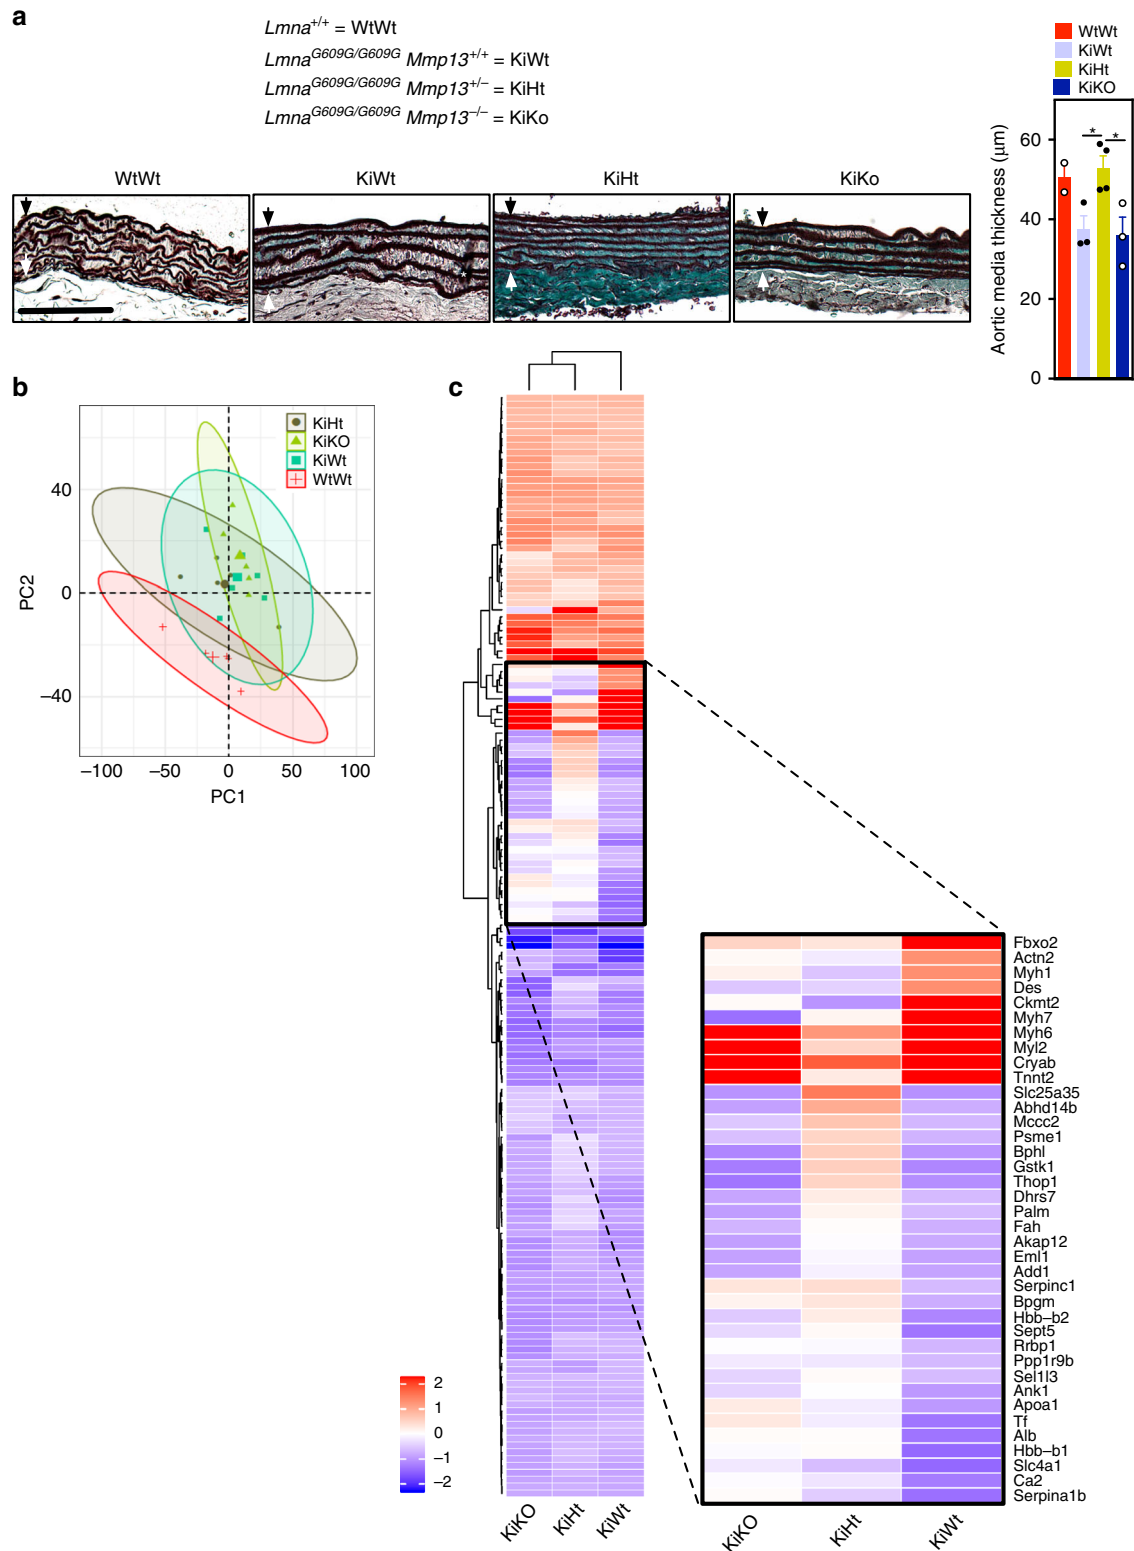 a
Lmna+/+ = WtWt
LmnaG609G/G609G Mmp13+/+ = KiWt
LmnaG609G/G609G Mmp13+/– = KiHt
LmnaG609G/G609G Mmp13–/– = KiKo
WtWt
KiWt
KiHt
KiKo
*
WtWt
KiWt
KiHt
KiKO
Aortic media thickness (μm)
60
40
20
0
* *
b
KiHt
KiKO
KiWt
WtWt
PC2
40
0
–40
–100 –50 0 50 100
PC1
c
2
1
0
–1
–2
KiKO KiHt KiWt
Fbxo2
Actn2
Myh1
Des
Ckmt2
Myh7
Myh6
Myl2
Cryab
Tnnt2
Slc25a35
Abhd14b
Mccc2
Psme1
Bphl
Gstk1
Thop1
Dhrs7
Palm
Fah
Akap12
Eml1
Add1
Serpinc1
Bpgm
Hbb–b2
Sept5
Rrbp1
Ppp1r9b
Sel1l3
Ank1
Apoa1
Tf
Alb
Hbb–b1
Slc4a1
Ca2
Serpina1b
KiKO KiHt KiWt